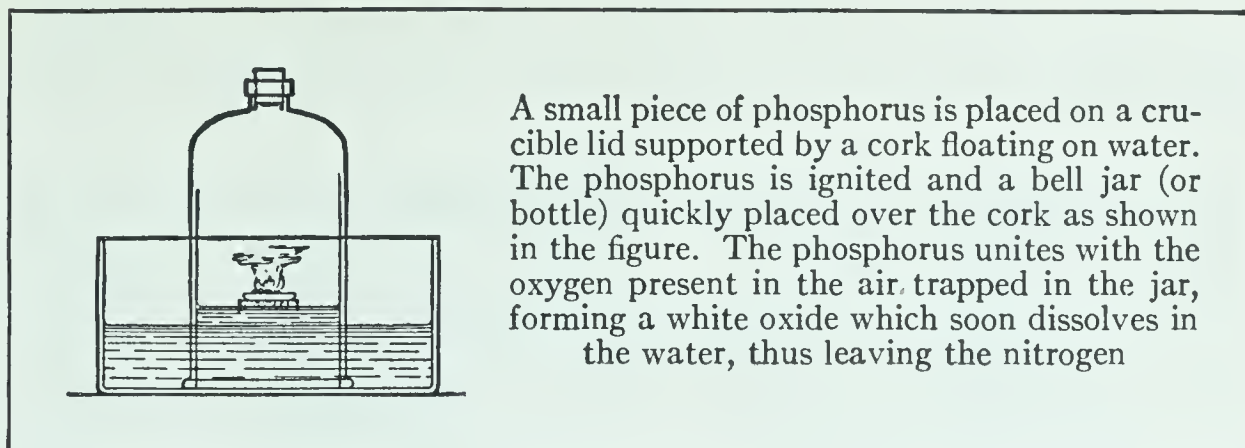 A small piece of phosphorus is placed on a cru-
cible lid supported by a cork floating on water.
The phosphorus is ignited and a bell jar (or
bottle) quickly placed over the cork as shown
in the figure. The phosphorus unites with the
oxygen present in the air trapped in the jar,
forming a white oxide which soon dissolves in
the water, thus leaving the nitrogen